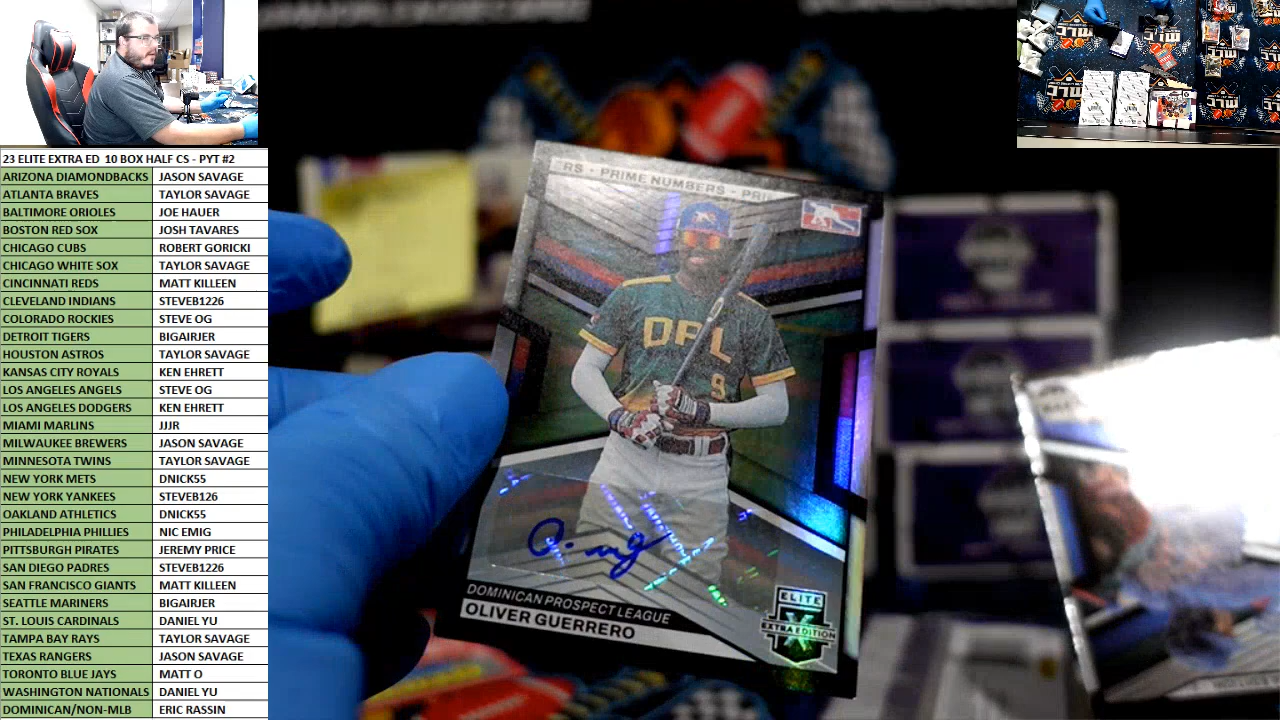 23 ELITE EXTRA ED 10 BOX HALF CS - PYT #2
ARIZONA DIAMONDBACKS JASON SAVAGE
ATLANTA BRAVES TAYLOR SAVAGE
BALTIMORE ORIOLES JOE HAUER
BOSTON RED SOX JOSH TAVARES
CHICAGO CUBS ROBERT GORICKI
CHICAGO WHITE SOX TAYLOR SAVAGE
CINCINNATI REDS MATT KILLEEN
CLEVELAND INDIANS STEVEB1226
COLORADO ROCKIES STEVE OG
DETROIT TIGERS BIGAIRJER
HOUSTON ASTROS TAYLOR SAVAGE
KANSAS CITY ROYALS KEN EHRETT
LOS ANGELES ANGELS STEVE OG
LOS ANGELES DODGERS KEN EHRETT
MIAMI MARLINS JJJR
MILWAUKEE BREWERS JASON SAVAGE
MINNESOTA TWINS TAYLOR SAVAGE
NEW YORK METS DNICK55
NEW YORK YANKEES STEVEB126
OAKLAND ATHLETICS DNICK55
PHILADELPHIA PHILLIES NIC EMIG
PITTSBURGH PIRATES JEREMY PRICE
SAN DIEGO PADRES STEVEB1226
SAN FRANCISCO GIANTS MATT KILLEEN
SEATTLE MARINERS BIGAIRJER
ST. LOUIS CARDINALS DANIEL YU
TAMPA BAY RAYS TAYLOR SAVAGE
TEXAS RANGERS JASON SAVAGE
TORONTO BLUE JAYS MATT O
WASHINGTON NATIONALS DANIEL YU
DOMINICAN/NON-MLB ERIC RASSIN
RS - PRIME NUMBERS - PRI
DPL
9
DOMINICAN PROSPECT LEAGUE
OLIVER GUERRERO
ELITE
X
EXTRA EDITION